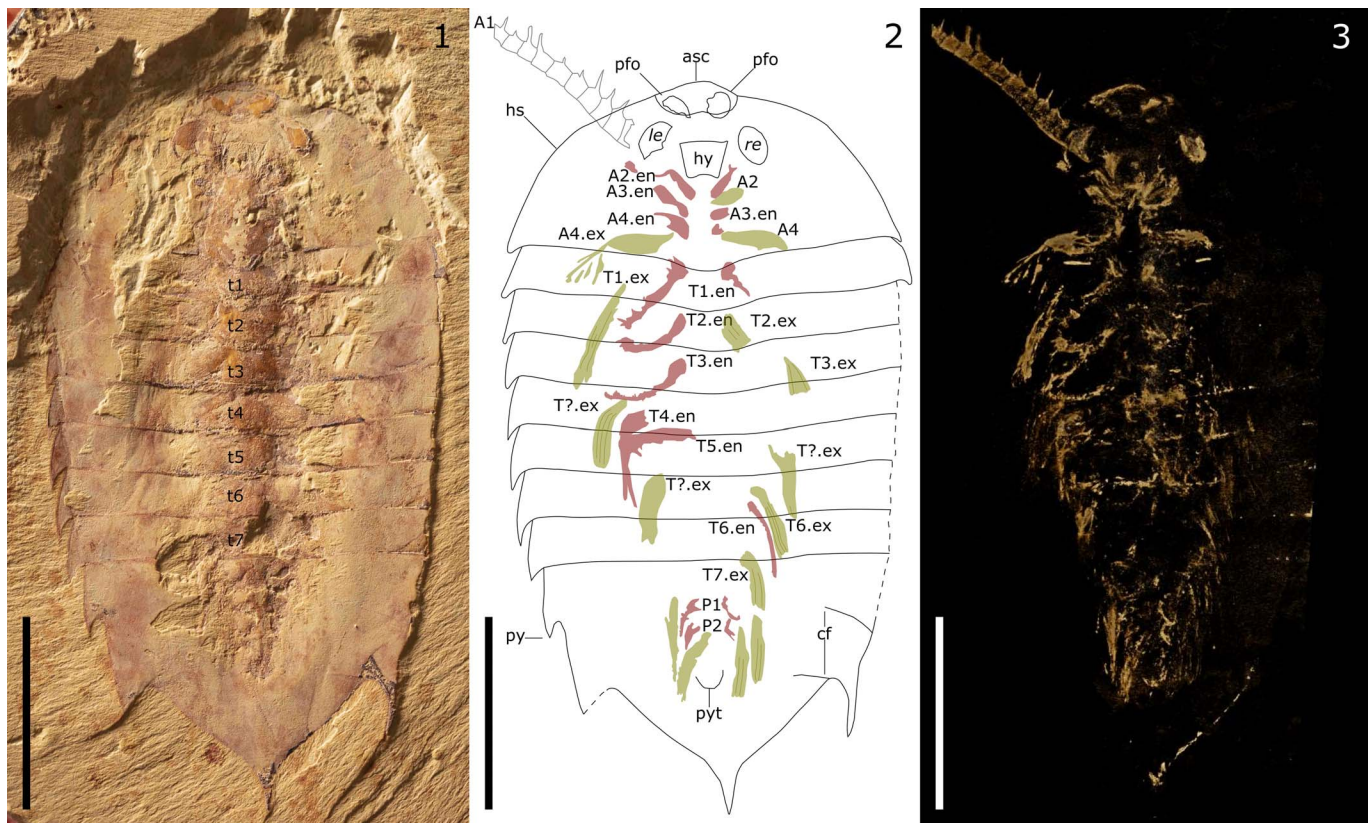 1
t1
t2
t3
t4
t5
t6
t7
2
A1
asc
pfo
pfo
hs
le
re
hy
A2.en
A2
A3.en
A3.en
A4.en
A4.ex
A4
T1.ex
T1.en
T2.en
T2.ex
T3.en
T3.ex
T?.ex
T4.en
T5.en
T?.ex
T?.ex
T6.en
T6.ex
T7.ex
P1
P2
py
cf
pyt
3